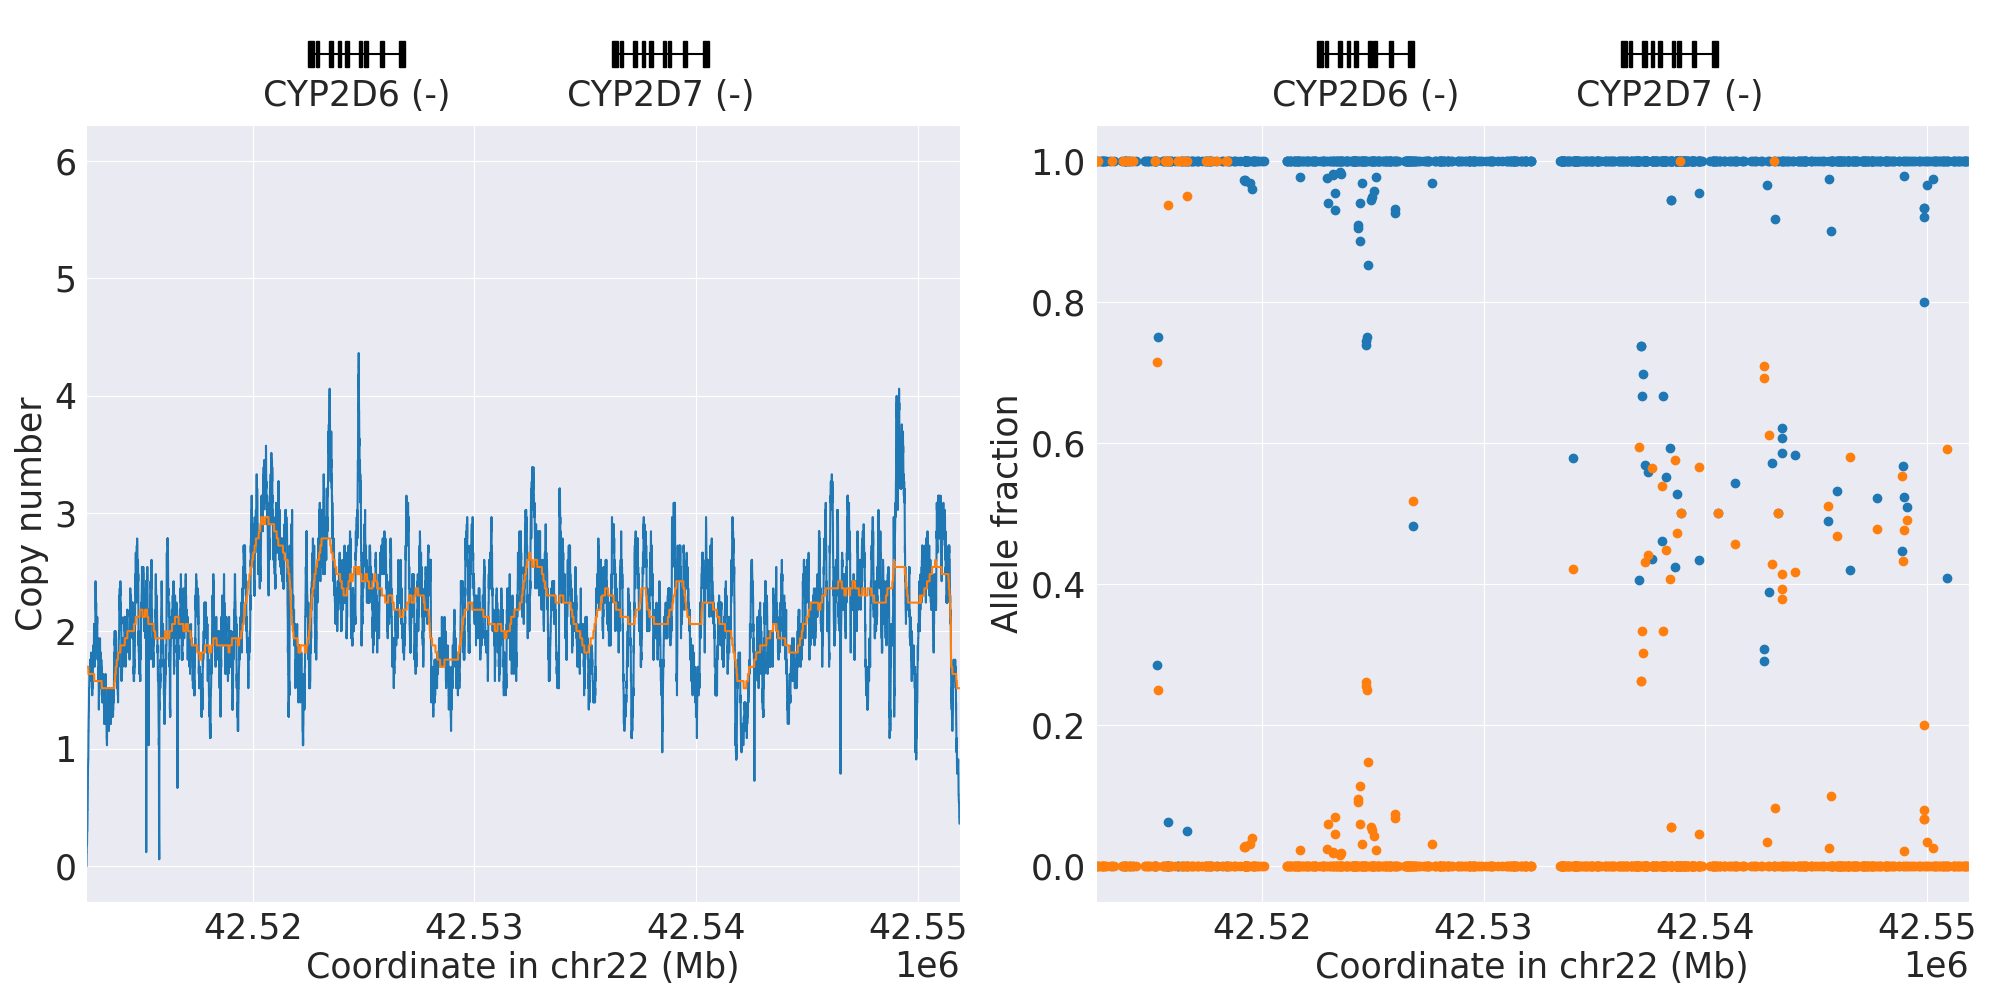 CYP2D6 (-) CYP2D7 (-)
6
5
4
3
2
1
0
Copy number
42.52 42.53 42.54 42.55
Coordinate in chr22 (Mb) 1e6
CYP2D6 (-) CYP2D7 (-)
1.0
0.8
0.6
0.4
0.2
0.0
Allele fraction
42.52 42.53 42.54 42.55
Coordinate in chr22 (Mb) 1e6